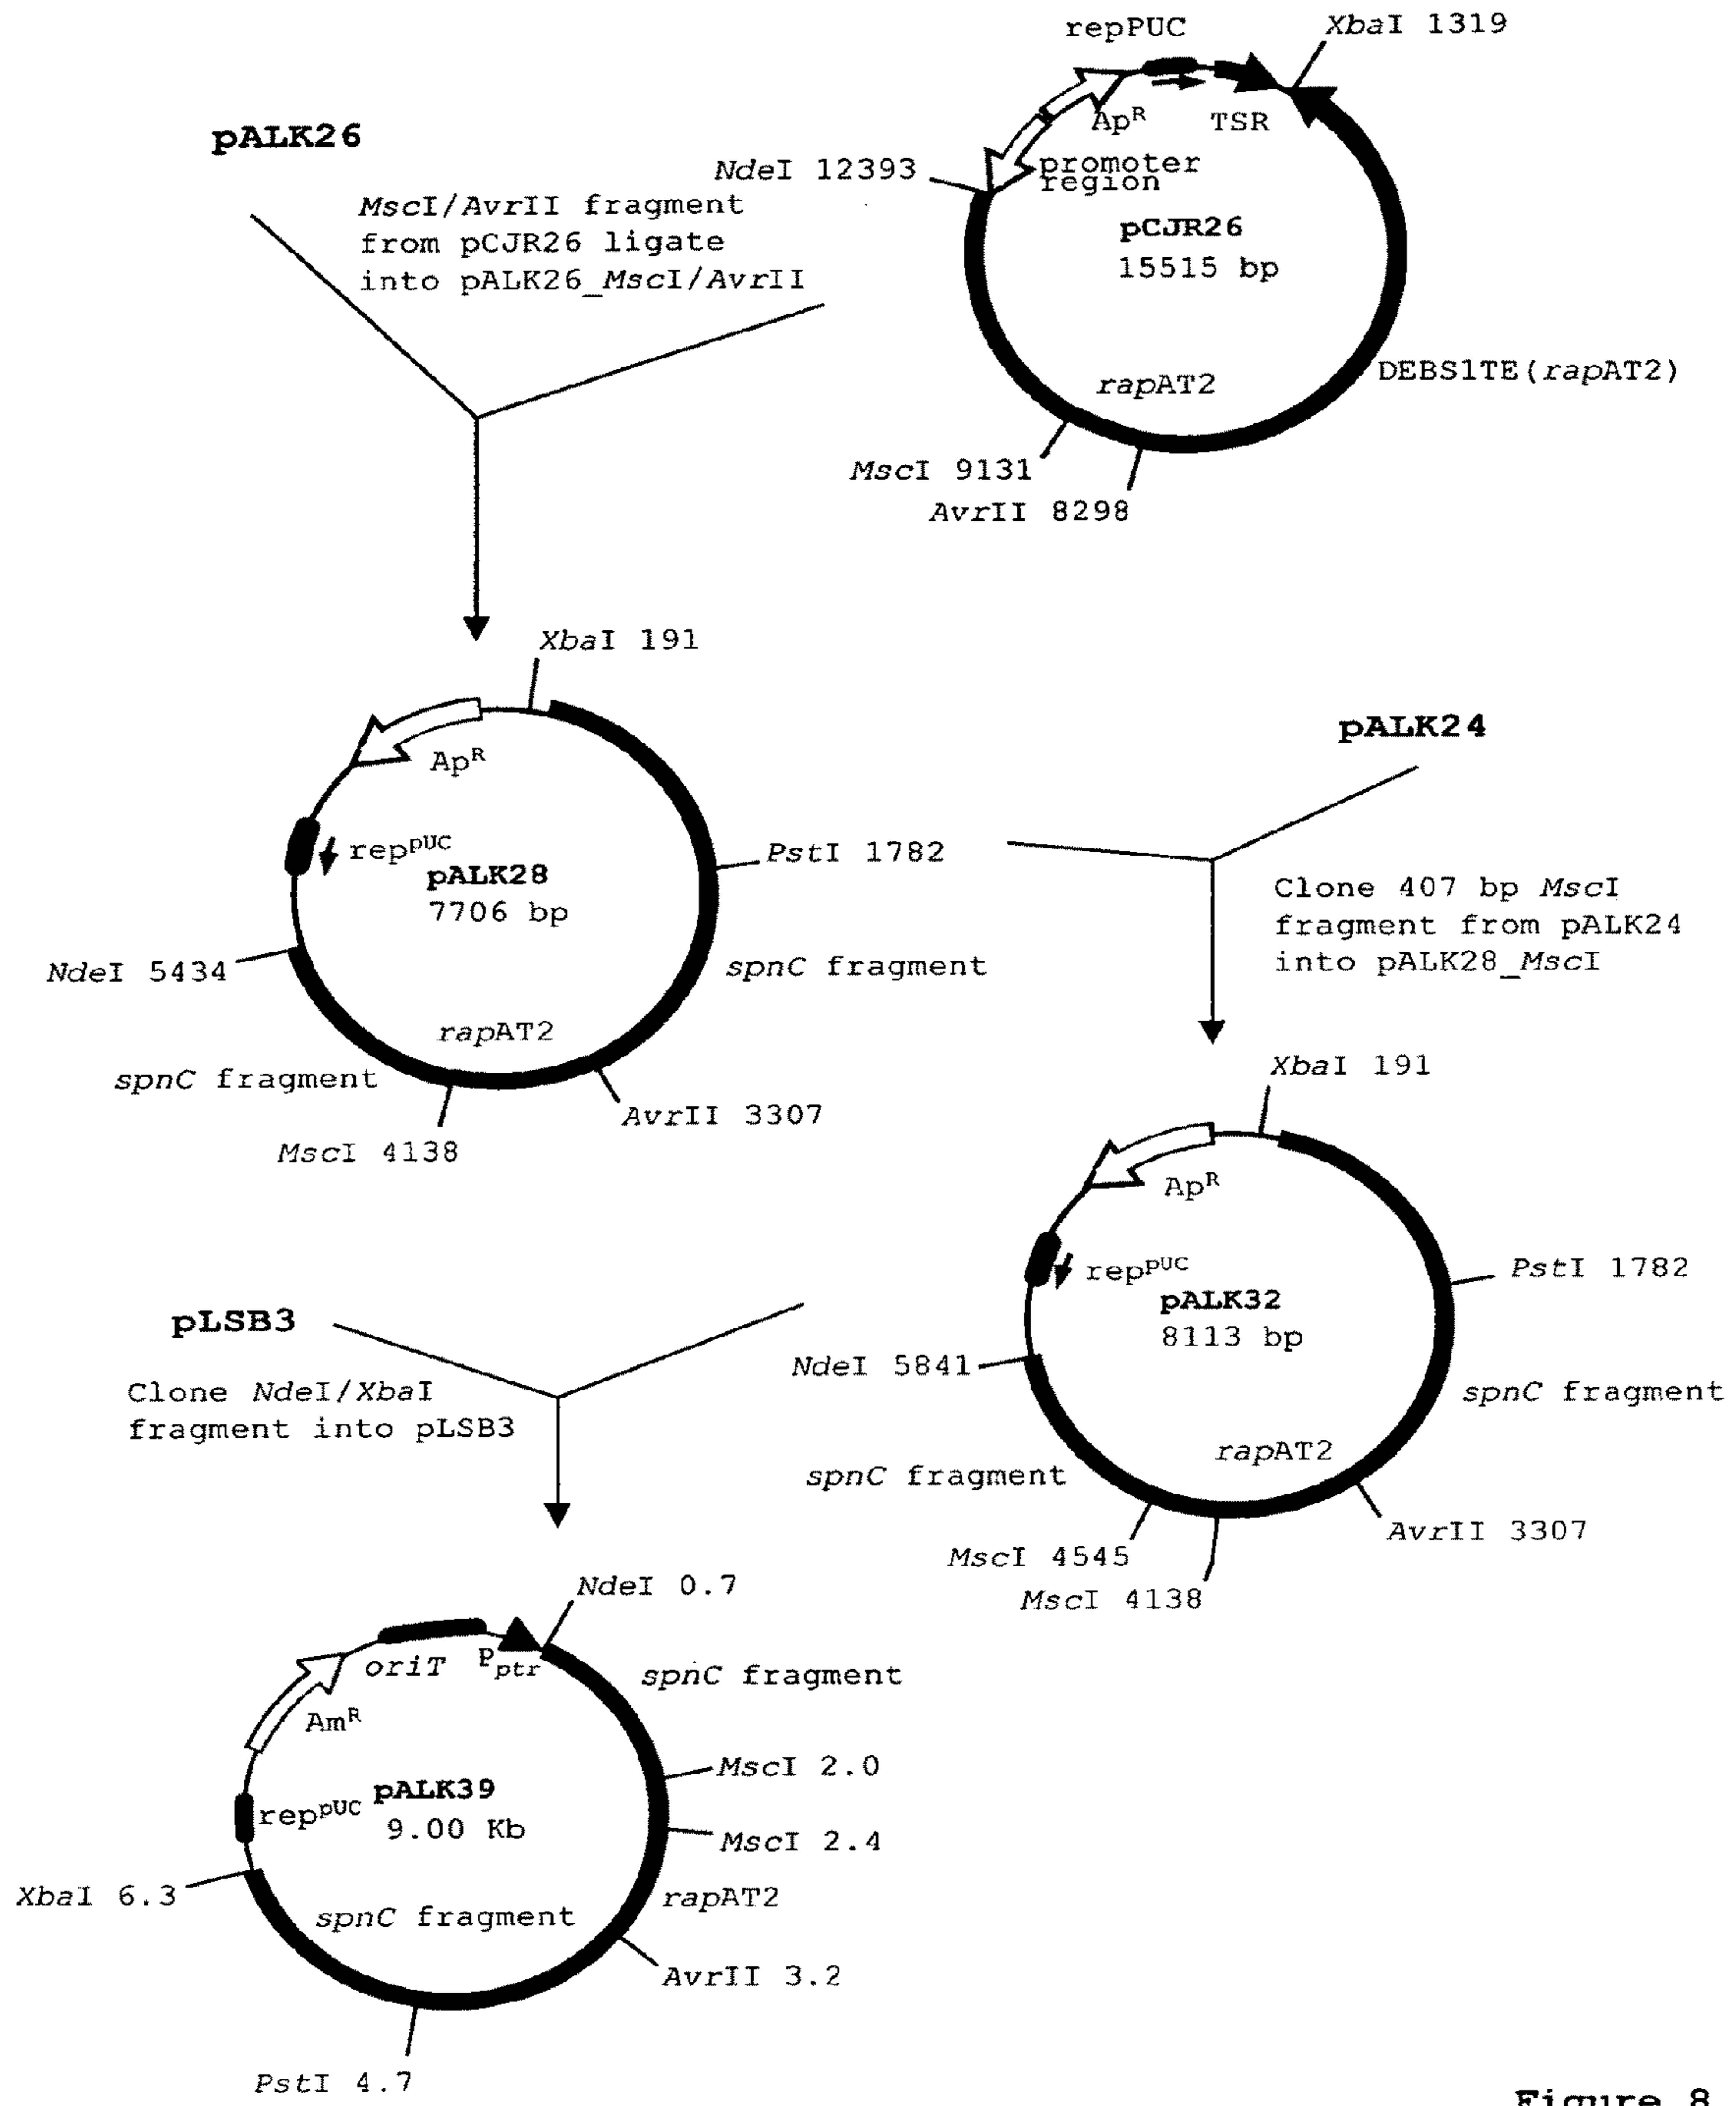 repPUC
XbaI 1319
pALK26
ApR
TSR
NdeI 12393
promoter
region
MscI/AvrII fragment
from pCJR26 ligate
into pALK26_MscI/AvrII
pCJR26
15515 bp
rapAT2
DEBS1TE(rapAT2)
MscI 9131
AvrII 8298
XbaI 191
ApR
pALK24
reppUC
pALK28
7706 bp
PstI 1782
Clone 407 bp MscI
fragment from pALK24
into pALK28_MscI
NdeI 5434
spnC fragment
rapAT2
spnC fragment
AvrII 3307
MscI 4138
XbaI 191
ApR
reppUC
pALK32
8113 bp
PstI 1782
pLSB3
NdeI 5841
Clone NdeI/XbaI
fragment into pLSB3
spnC fragment
rapAT2
spnC fragment
AvrII 3307
MscI 4545
MscI 4138
NdeI 0.7
oriT
Pptr
spnC fragment
AmR
MscI 2.0
pALK39
9.00 Kb
reppUC
MscI 2.4
XbaI 6.3
rapAT2
spnC fragment
AvrII 3.2
PstI 4.7
Figure 8